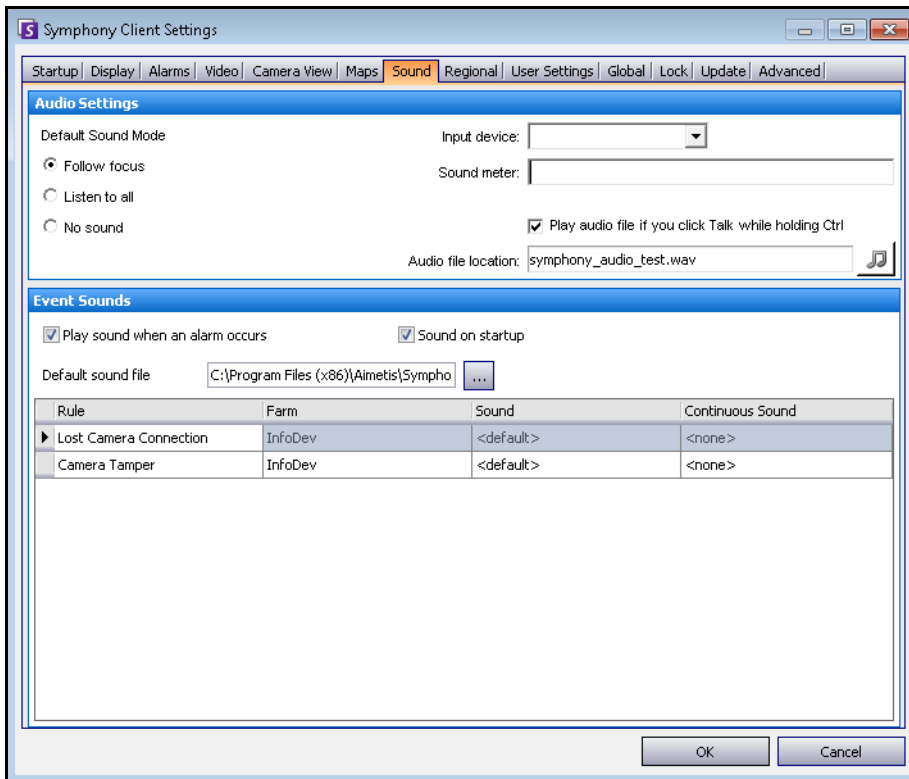 Symphony Client Settings
Startup Display Alarms Video Camera View Maps Sound Regional User Settings Global Lock Update Advanced
Audio Settings
Default Sound Mode
Follow focus
Listen to all
No sound
Input device:
Sound meter:
Play audio file if you click Talk while holding Ctrl
Audio file location: symphony_audio_test.wav
Event Sounds
Play sound when an alarm occurs Sound on startup
Default sound file C:\Program Files (x86)\Aimetis\Sympho ...
Rule Farm Sound Continuous Sound
Lost Camera Connection InfoDev <default> <none>
Camera Tamper InfoDev <default> <none>
OK Cancel